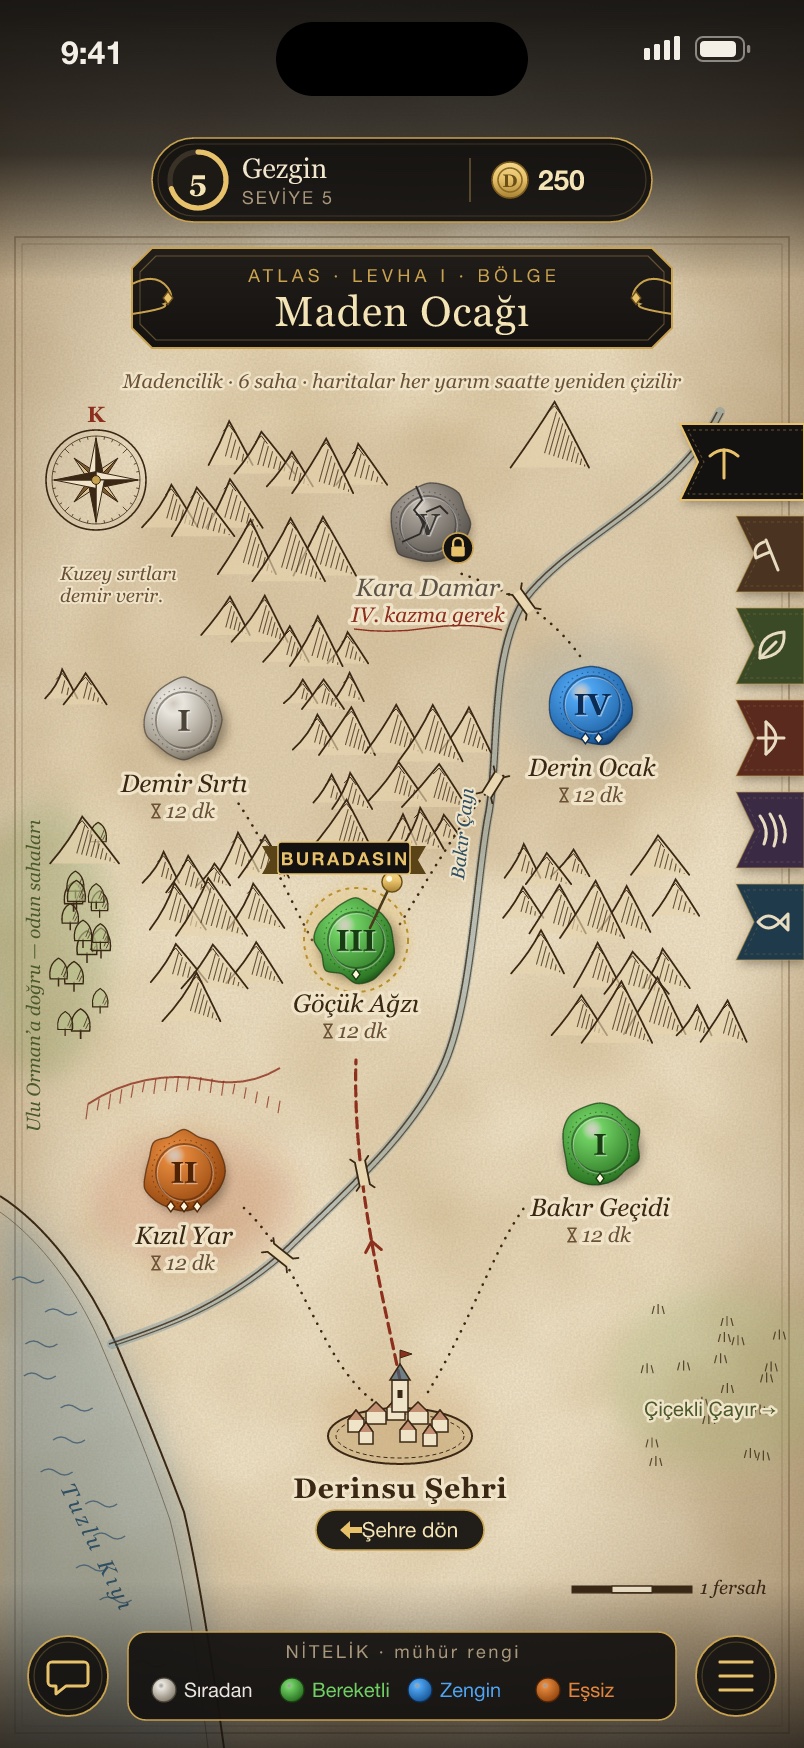 9:41
5
Gezgin
SEVİYE 5
D
250
ATLAS · LEVHA I · BÖLGE
Maden Ocağı
Madencilik · 6 saha · haritalar her yarım saatte yeniden çizilir
K
V
Kuzey sırtları
demir verir.
Kara Damar
IV. kazma gerek
I
Demir Sırtı
12 dk
IV
Derin Ocak
12 dk
Bakır Çayı
BURADASIN
III
Göçük Ağzı
12 dk
Ulu Orman'a doğru — odun sahaları
II
Kızıl Yar
12 dk
I
Bakır Geçidi
12 dk
Çiçekli Çayır →
Derinsu Şehri
Şehre dön
Tuzlu Kıyı
1 fersah
NİTELİK · mühür rengi
Sıradan
Bereketli
Zengin
Eşsiz